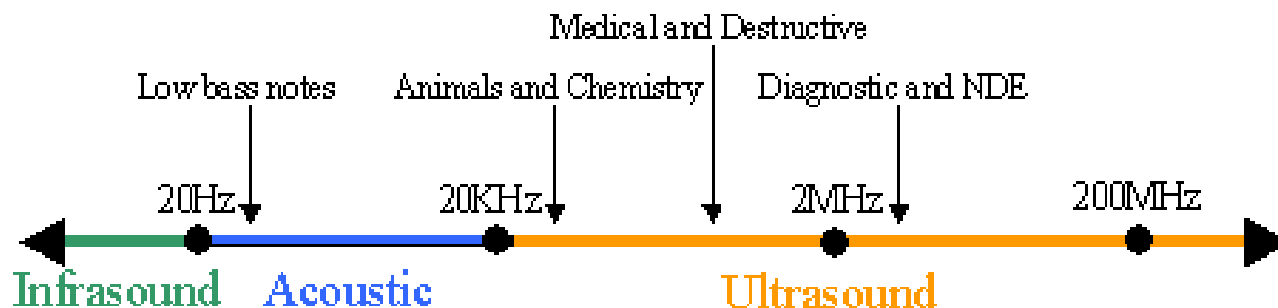 Medical and Destructive
Low bass notes Animals and Chemistry Diagnostic and NDE
20Hz 20KHz 2MHz 200MHz
Infrasound Acoustic Ultrasound